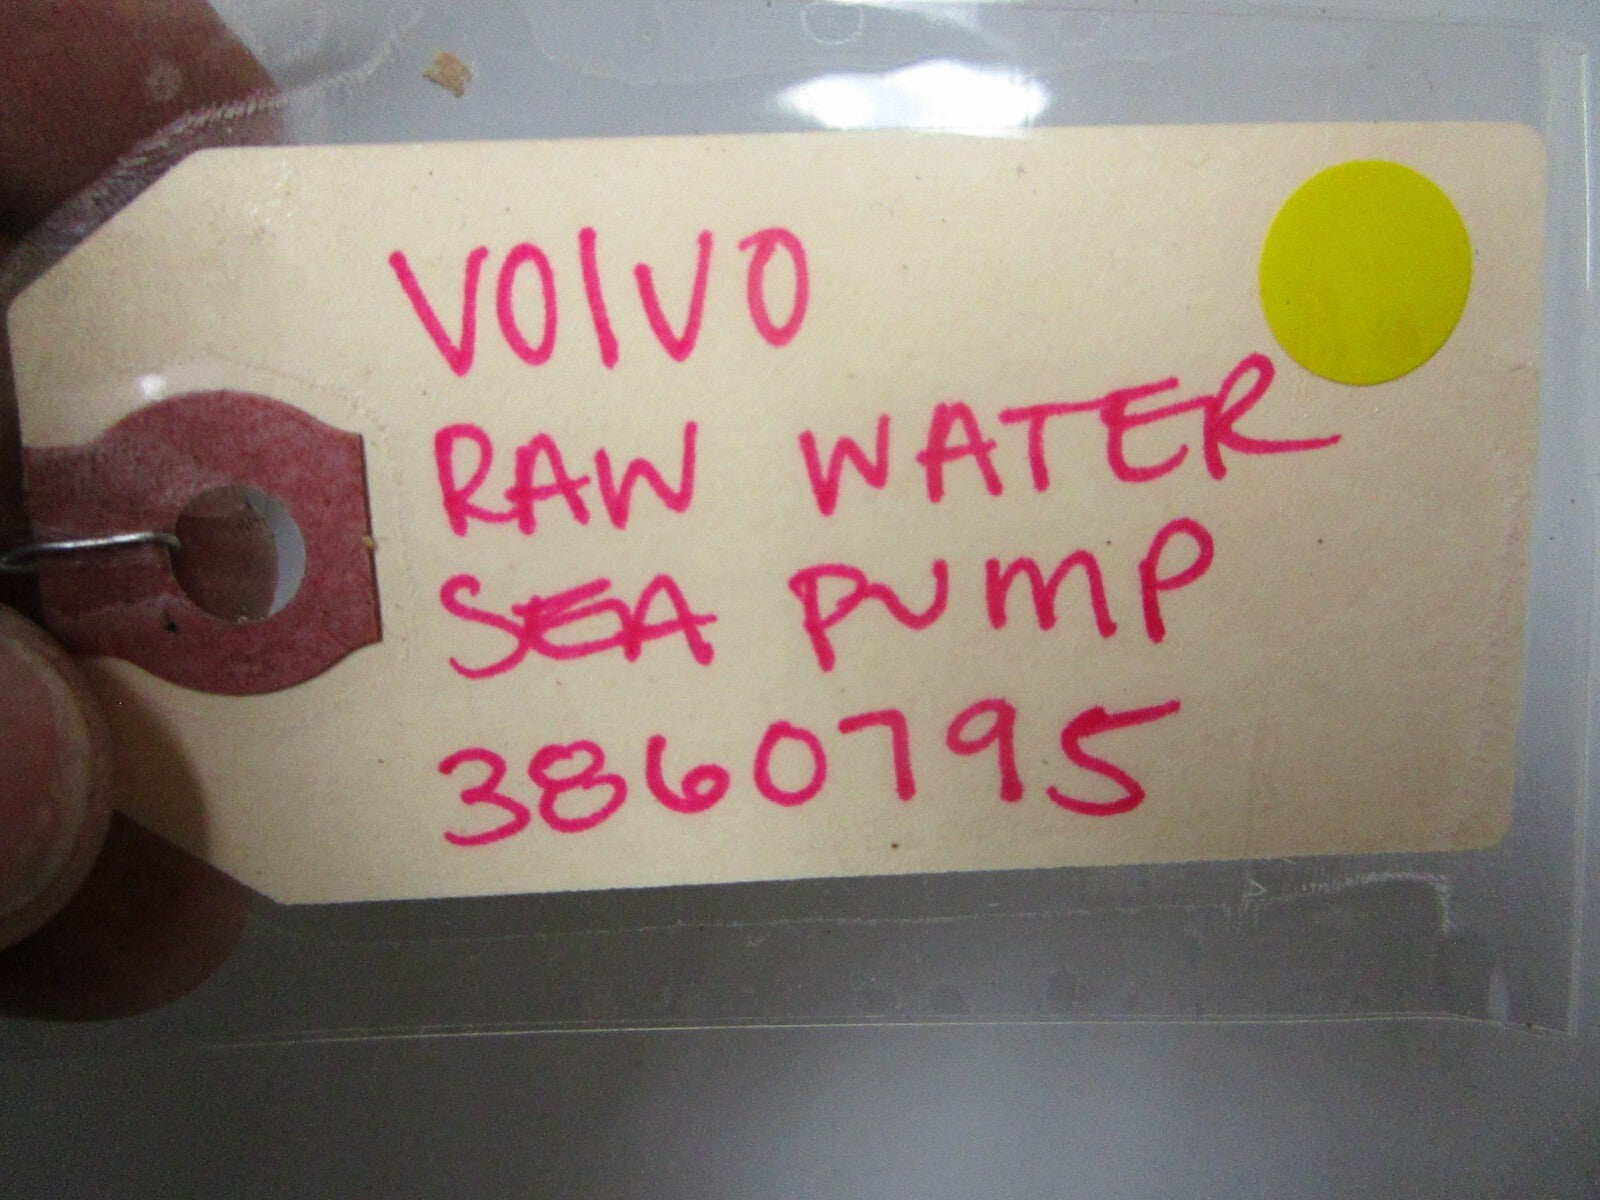 VOLVO
RAW WATER
SEA PUMP
3860795